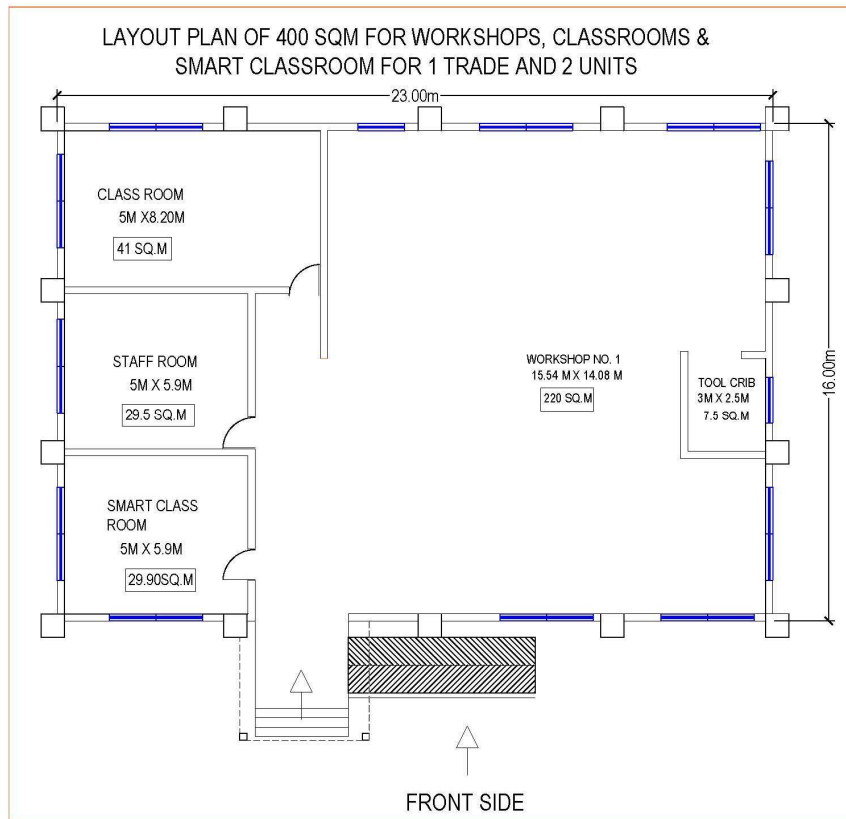 LAYOUT PLAN OF 400 SQM FOR WORKSHOPS, CLASSROOMS &
SMART CLASSROOM FOR 1 TRADE AND 2 UNITS
23.00m
CLASS ROOM
5M X8.20M
41 SQ.M
STAFF ROOM
5M X 5.9M
29.5 SQ.M
WORKSHOP NO. 1
15.54 M X 14.08 M
220 SQ.M
TOOL CRIB
3M X 2.5M
7.5 SQ.M
16.00m
SMART CLASS
ROOM
5M X 5.9M
29.90SQ.M
FRONT SIDE